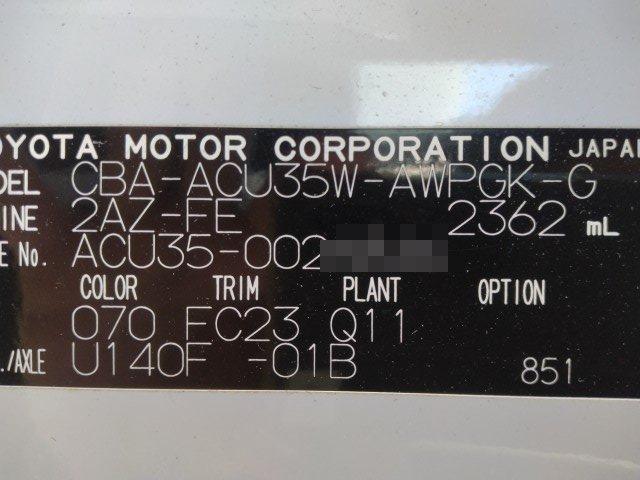 OYOTA MOTOR CORPORATION JAPAN
DEL CBA-ACU35W-AWPGK-G
INE 2AZ-FE 2362 mL
E No. ACU35-002
COLOR TRIM PLANT OPTION
070 FC23 Q11
./AXLE U140F -01B 851